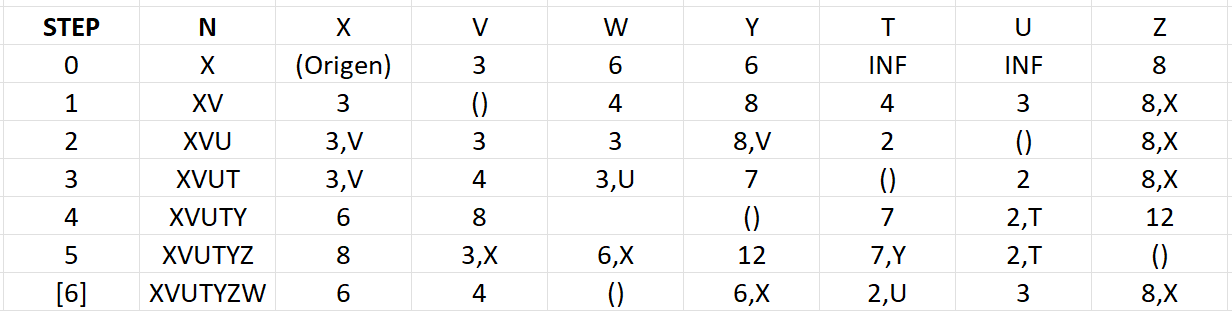 STEP N X V W Y T U Z
0 X (Origen) 3 6 6 INF INF 8
1 XV 3 () 4 8 4 3 8,X
2 XVU 3,V 3 3 8,V 2 () 8,X
3 XVUT 3,V 4 3,U 7 () 2 8,X
4 XVUTY 6 8 () 7 2,T 12
5 XVUTYZ 8 3,X 6,X 12 7,Y 2,T ()
[6] XVUTYZW 6 4 () 6,X 2,U 3 8,X